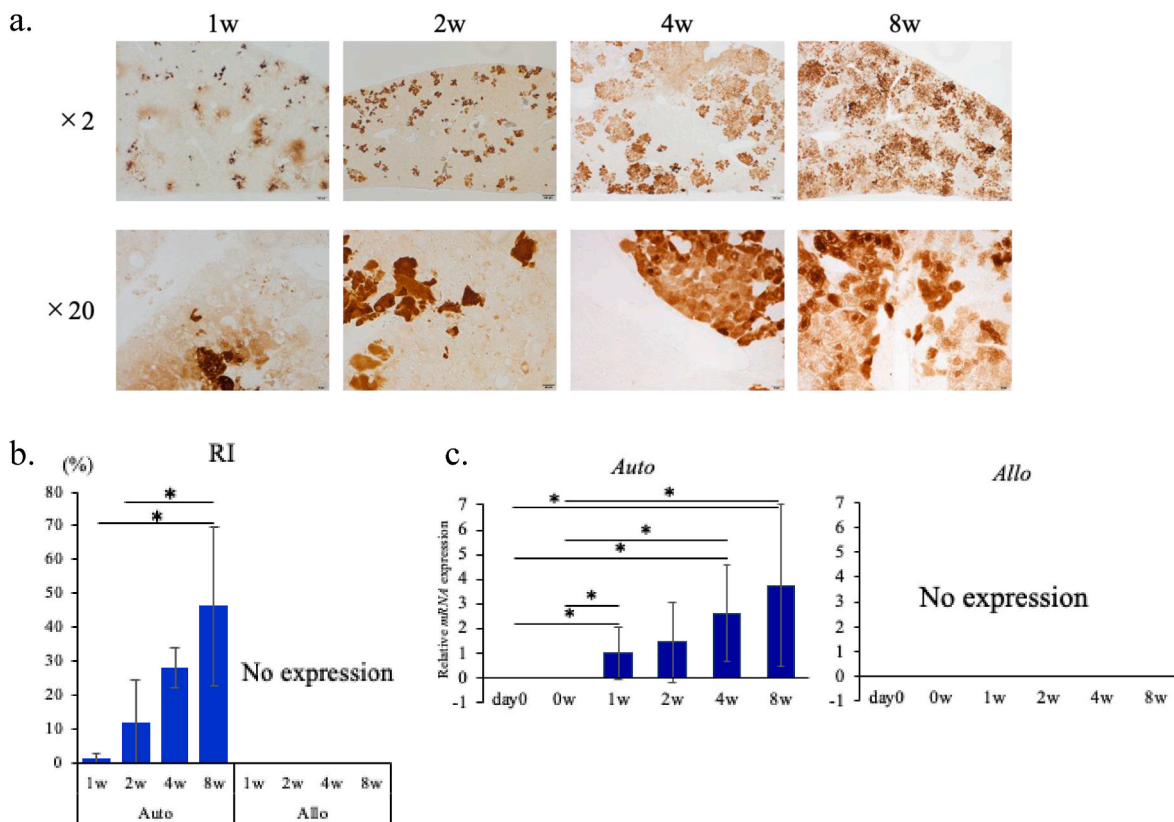 a.
1w 2w 4w 8w
×2
×20
b.
(%)
RI
80
70
60
50
40
30
20
10
0
*
*
No expression
1w 2w 4w 8w 1w 2w 4w 8w
Auto Allo
c.
Auto
Relative mRNA expression
7
6
5
4
3
2
1
0
-1
* *
*
*
*
*
day0 0w 1w 2w 4w 8w
Allo
7
6
5
4
3
2
1
0
-1
No expression
day0 0w 1w 2w 4w 8w